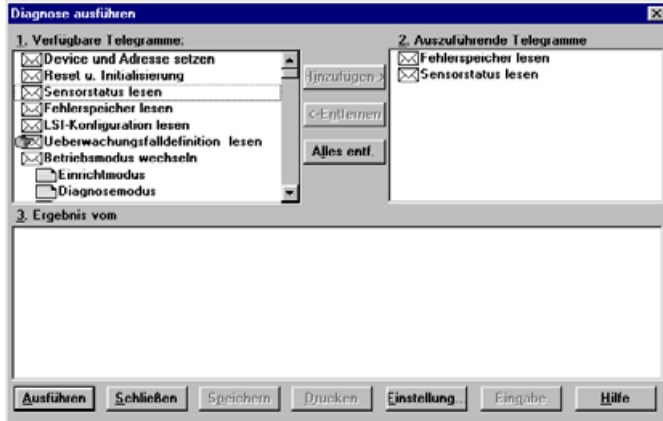 Diagnose ausführen
1. Verfügbare Telegramme:
Device und Adresse setzen
Reset u. Initialisierung
Sensorstatus lesen
Fehlerspeicher lesen
LSI-Konfiguration lesen
Ueberwachungsfalldefinition lesen
Betriebsmodus wechseln
Einrichtmodus
Diagnosemodus
Hinzufügen->
<-Entfernen
Alles entf.
2. Auszuführende Telegramme
Fehlerspeicher lesen
Sensorstatus lesen
3. Ergebnis vom
Ausführen Schließen Speichern Drucken Einstellung.. Eingabe Hilfe